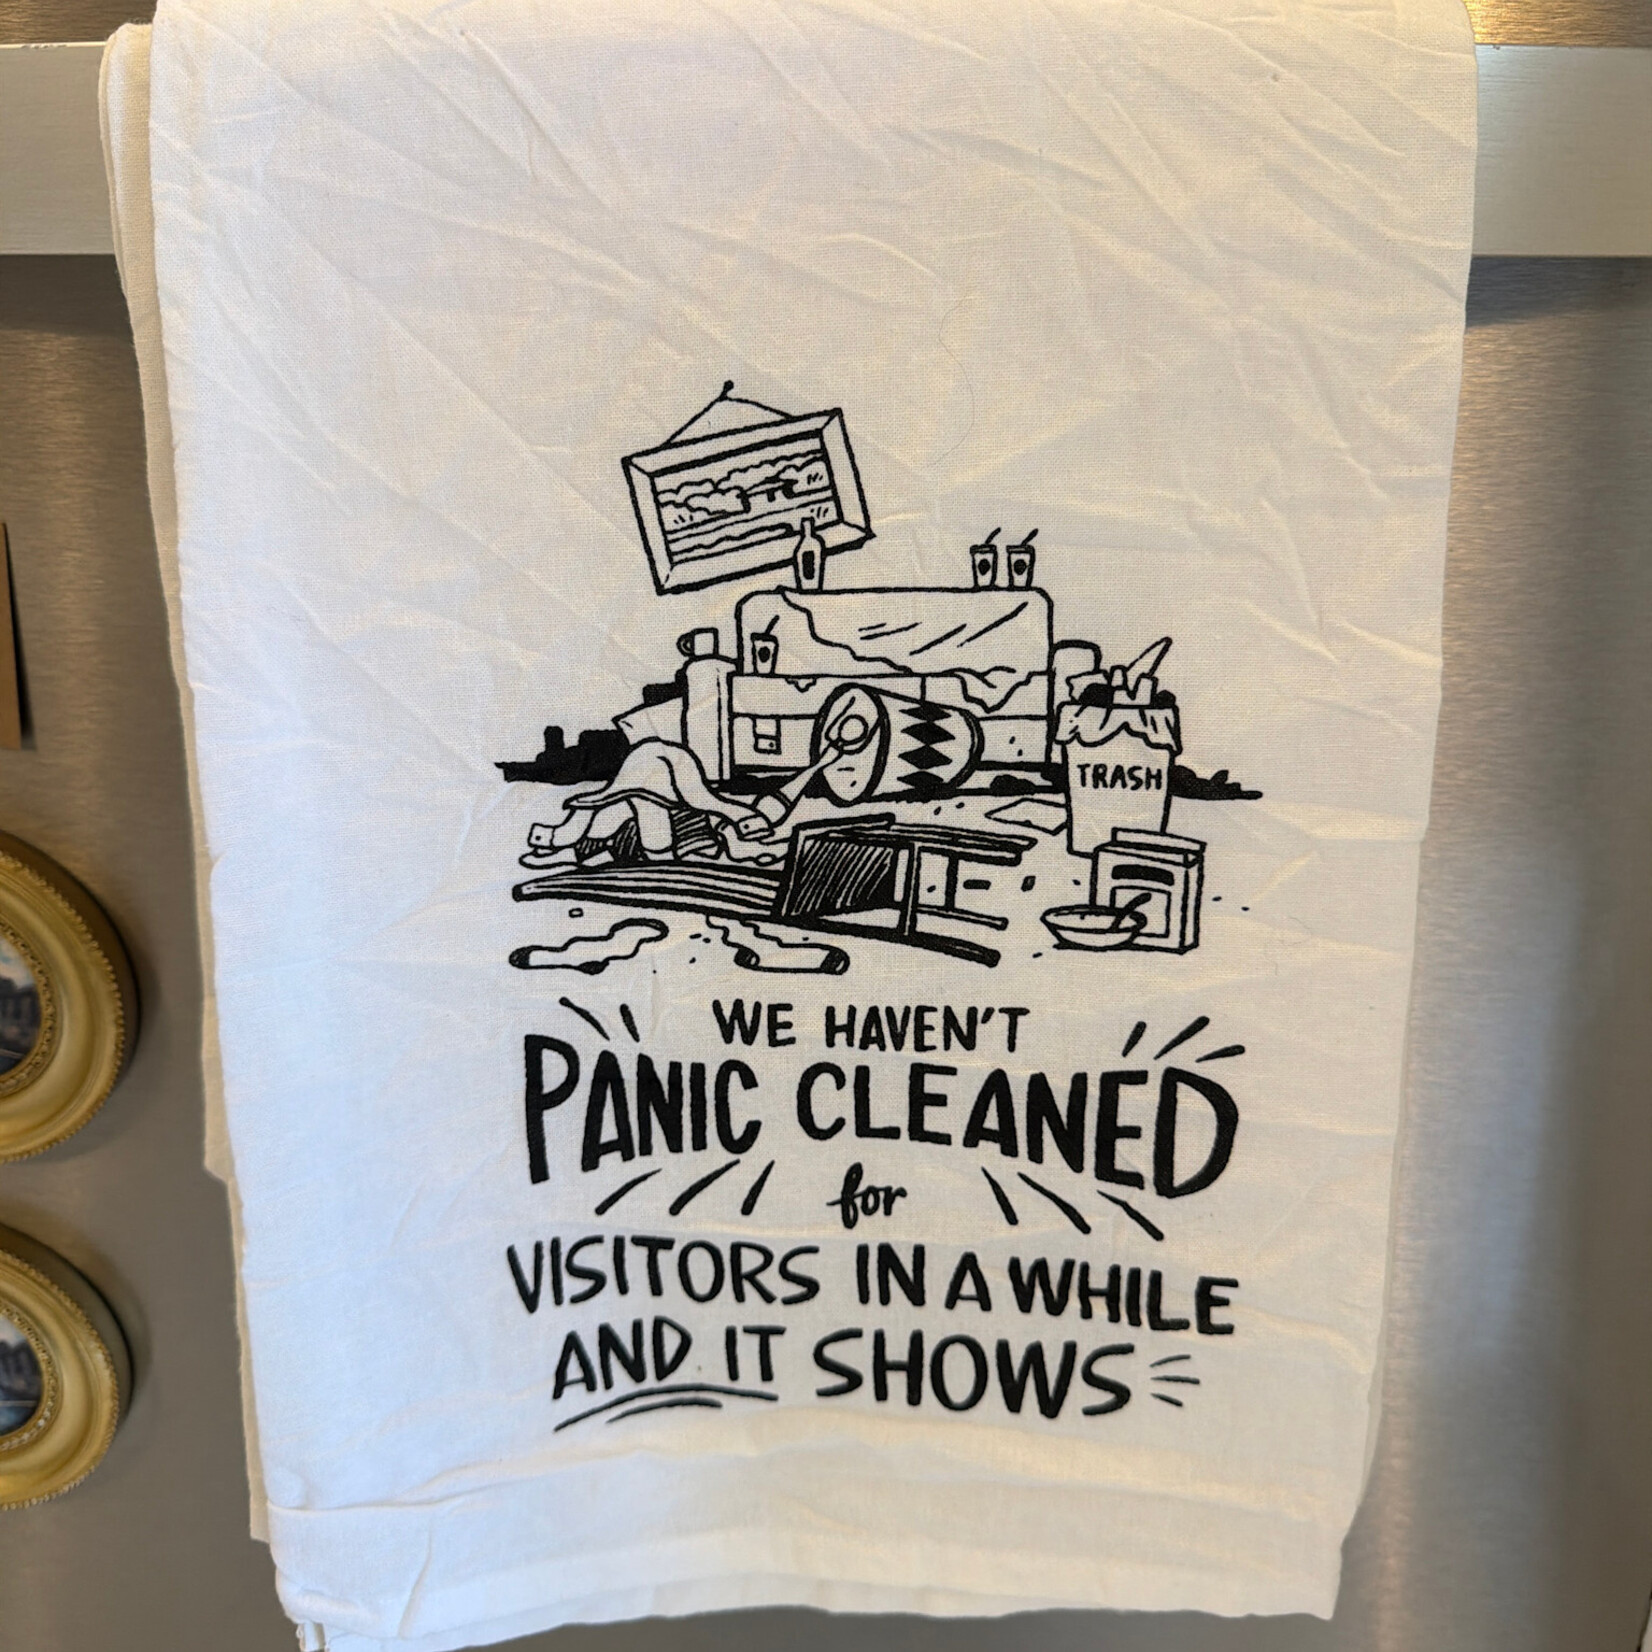 TRASH
WE HAVEN'T
PANIC CLEANED
for
VISITORS IN A WHILE
AND IT SHOWS